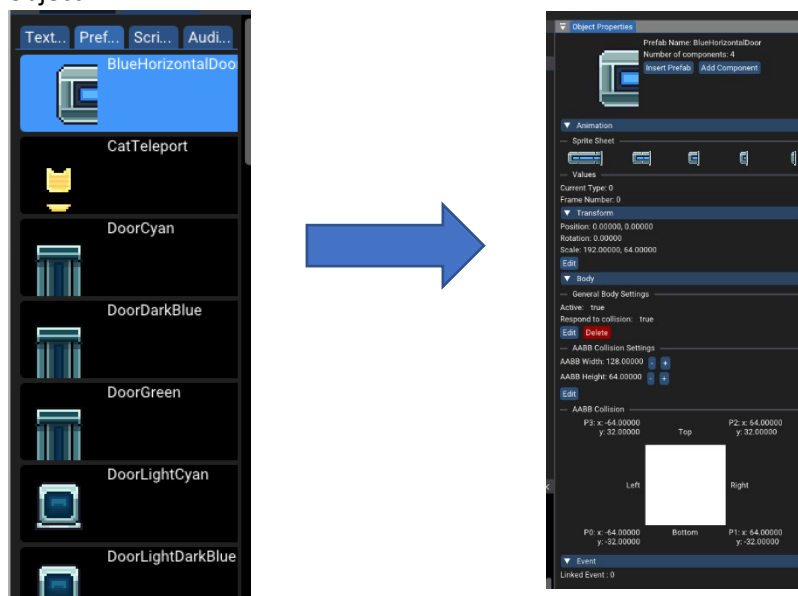 Text... Pref... Scri... Audi...
BlueHorizontalDoo
CatTeleport
DoorCyan
DoorDarkBlue
DoorGreen
DoorLightCyan
DoorLightDarkBlue
Object Properties
Prefab Name: BlueHorizontalDoor
Number of components: 4
Insert Prefab Add Component
Animation
Sprite Sheet
Values
Current Type: 0
Frame Number: 0
Transform
Position: 0.00000, 0.00000
Rotation: 0.00000
Scale: 192.00000, 64.00000
Edit
Body
General Body Settings
Active: true
Respond to collision: true
Edit Delete
AABB Collision Settings
AABB Width: 128.00000 - +
AABB Height: 64.00000 - +
Edit
AABB Collision
P3: x: -64.00000 P2: x: 64.00000
y: 32.00000 Top y: 32.00000
Left Right
P0: x: -64.00000 Bottom P1: x: 64.00000
y: -32.00000 y: -32.00000
Event
Linked Event : 0